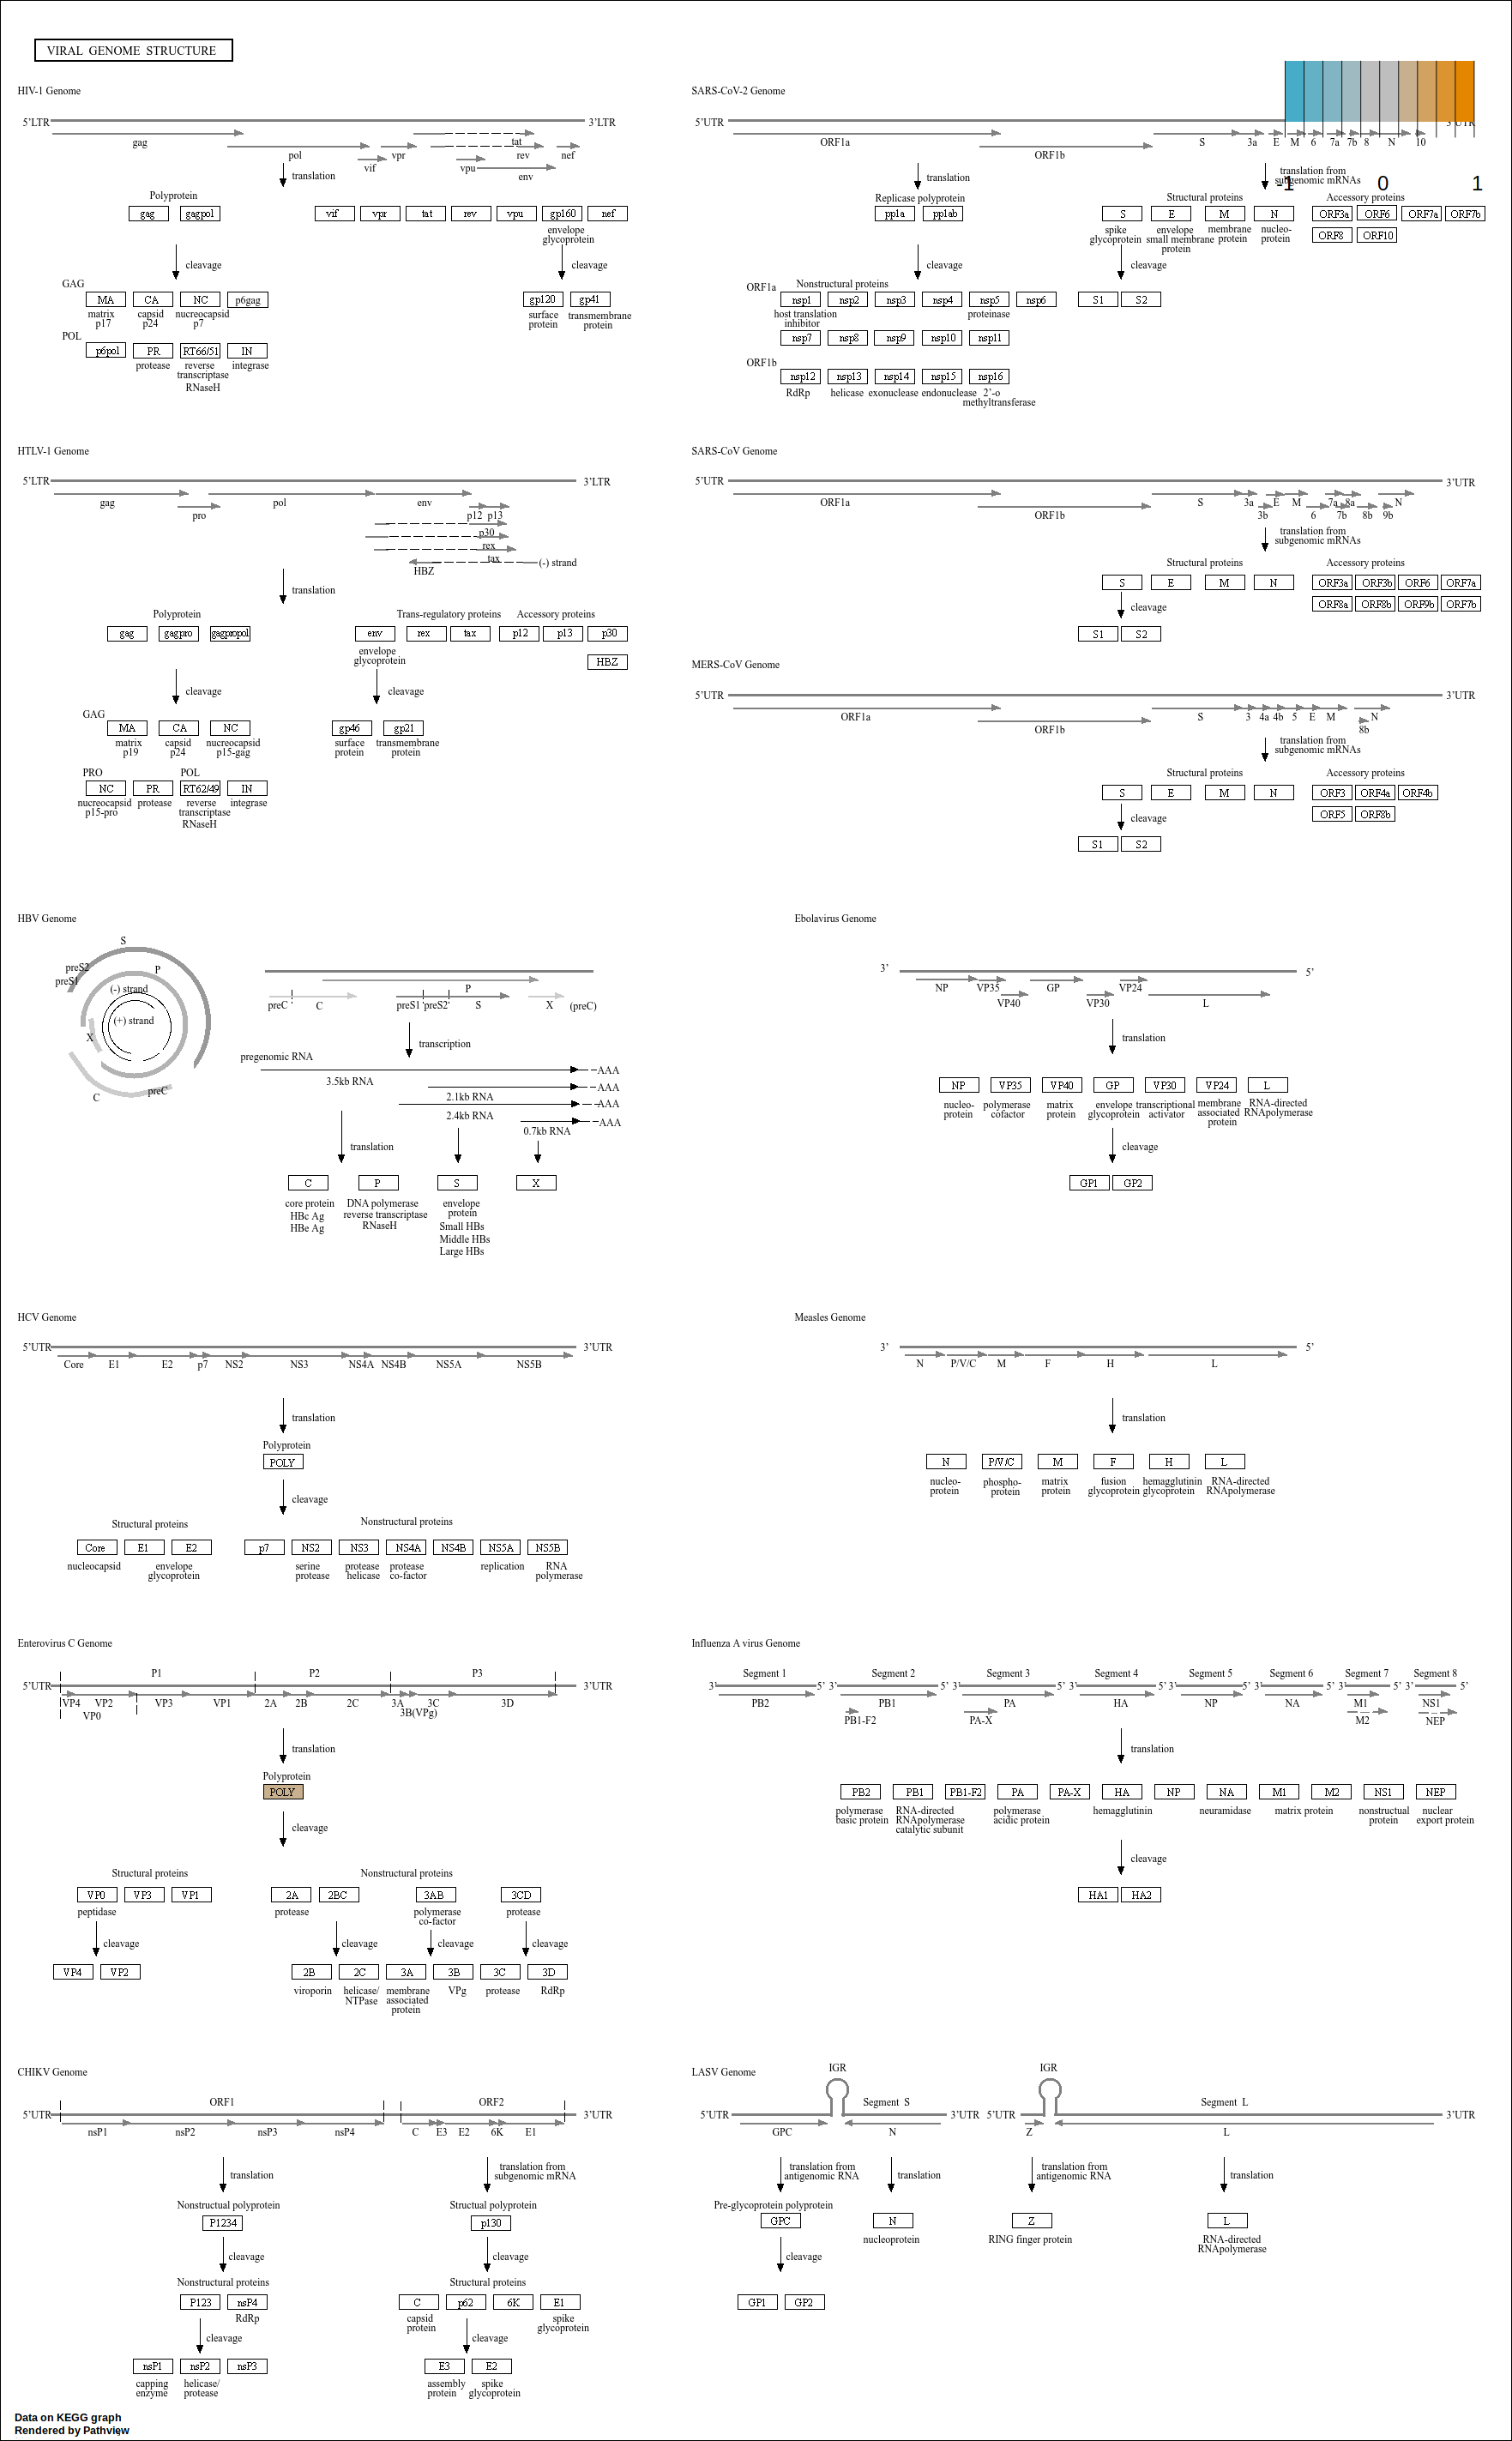 VIRAL GENOME STRUCTURE
HIV-1 Genome
5'LTR
3'LTR
gag
pol
vif
vpr
tat
rev
vpu
env
nef
translation
Polyprotein
gag
gagpol
vif
vpr
tat
rev
vpu
gp160
nef
envelope
glycoprotein
cleavage
cleavage
GAG
MA
CA
NC
p6gag
matrix
p17
capsid
p24
nucreocapsid
p7
gp120
gp41
surface
protein
transmembrane
protein
POL
p6pol
PR
RT66/51
IN
protease
reverse
transcriptase
RNaseH
integrase
SARS-CoV-2 Genome
5'UTR
3'UTR
ORF1a
ORF1b
S
3a
E
M
6
7a
7b
8
N
10
-1
0
1
translation
translation from
subgenomic mRNAs
Replicase polyprotein
pp1a
pp1ab
Structural proteins
Accessory proteins
S
E
M
N
ORF3a
ORF6
ORF7a
ORF7b
ORF8
ORF10
spike
glycoprotein
envelope
small membrane
protein
membrane
protein
nucleo-
protein
cleavage
cleavage
ORF1a
Nonstructural proteins
nsp1
nsp2
nsp3
nsp4
nsp5
nsp6
S1
S2
host translation
inhibitor
proteinase
nsp7
nsp8
nsp9
nsp10
nsp11
ORF1b
nsp12
nsp13
nsp14
nsp15
nsp16
RdRp
helicase
exonuclease
endonuclease
2'-o
methyltransferase
HTLV-1 Genome
5'LTR
3'LTR
gag
pro
pol
env
p12
p13
p30
rex
tax
HBZ
(-) strand
translation
Polyprotein
Trans-regulatory proteins
Accessory proteins
gag
gagpro
gagpropol
env
rex
tax
p12
p13
p30
HBZ
envelope
glycoprotein
cleavage
cleavage
GAG
MA
CA
NC
gp46
gp21
matrix
p19
capsid
p24
nucreocapsid
p15-gag
surface
protein
transmembrane
protein
PRO
POL
NC
PR
RT62/49
IN
nucreocapsid
p15-pro
protease
reverse
transcriptase
RNaseH
integrase
SARS-CoV Genome
5'UTR
3'UTR
ORF1a
ORF1b
S
3a
3b
E
M
6
7a
7b
8a
8b
9b
N
translation from
subgenomic mRNAs
Structural proteins
Accessory proteins
S
E
M
N
ORF3a
ORF3b
ORF6
ORF7a
ORF8a
ORF8b
ORF9b
ORF7b
cleavage
S1
S2
MERS-CoV Genome
5'UTR
3'UTR
ORF1a
ORF1b
S
3
4a
4b
5
E
M
8b
N
translation from
subgenomic mRNAs
Structural proteins
Accessory proteins
S
E
M
N
ORF3
ORF4a
ORF4b
ORF5
ORF8b
cleavage
S1
S2
HBV Genome
S
preS2
preS1
P
(-) strand
(+) strand
X
C
preC
P
preC
C
preS1
preS2
S
X
(preC)
transcription
pregenomic RNA
3.5kb RNA
AAA
2.1kb RNA
AAA
2.4kb RNA
AAA
0.7kb RNA
AAA
translation
C
P
S
X
core protein
HBc Ag
HBe Ag
DNA polymerase
reverse transcriptase
RNaseH
envelope
protein
Small HBs
Middle HBs
Large HBs
Ebolavirus Genome
3'
5'
NP
VP35
VP40
GP
VP30
VP24
L
translation
NP
VP35
VP40
GP
VP30
VP24
L
nucleo-
protein
polymerase
cofactor
matrix
protein
envelope
glycoprotein
transcriptional
activator
membrane
associated
protein
RNA-directed
RNApolymerase
cleavage
GP1
GP2
HCV Genome
5'UTR
3'UTR
Core
E1
E2
p7
NS2
NS3
NS4A
NS4B
NS5A
NS5B
translation
Polyprotein
POLY
cleavage
Structural proteins
Nonstructural proteins
Core
E1
E2
p7
NS2
NS3
NS4A
NS4B
NS5A
NS5B
nucleocapsid
envelope
glycoprotein
serine
protease
protease
helicase
protease
co-factor
replication
RNA
polymerase
Measles Genome
3'
5'
N
P/V/C
M
F
H
L
translation
N
P/V/C
M
F
H
L
nucleo-
protein
phospho-
protein
matrix
protein
fusion
glycoprotein
hemagglutinin
glycoprotein
RNA-directed
RNApolymerase
Enterovirus C Genome
P1
P2
P3
5'UTR
3'UTR
VP4
VP2
VP0
VP3
VP1
2A
2B
2C
3A
3B(VPg)
3C
3D
translation
Polyprotein
POLY
cleavage
Structural proteins
Nonstructural proteins
VP0
VP3
VP1
2A
2BC
3AB
3CD
peptidase
protease
polymerase
co-factor
protease
cleavage
cleavage
cleavage
cleavage
VP4
VP2
2B
2C
3A
3B
3C
3D
viroporin
helicase/
NTPase
membrane
associated
protein
VPg
protease
RdRp
Influenza A virus Genome
Segment 1
Segment 2
Segment 3
Segment 4
Segment 5
Segment 6
Segment 7
Segment 8
3'
5'
3'
5'
3'
5'
3'
5'
3'
5'
3'
5'
3'
5'
3'
5'
PB2
PB1
PA
HA
NP
NA
M1
NS1
PB1-F2
PA-X
M2
NEP
translation
PB2
PB1
PB1-F2
PA
PA-X
HA
NP
NA
M1
M2
NS1
NEP
polymerase
basic protein
RNA-directed
RNApolymerase
catalytic subunit
polymerase
acidic protein
hemagglutinin
neuramidase
matrix protein
nonstructual
protein
nuclear
export protein
cleavage
HA1
HA2
CHIKV Genome
ORF1
ORF2
5'UTR
3'UTR
nsP1
nsP2
nsP3
nsP4
C
E3
E2
6K
E1
translation
translation from
subgenomic mRNA
Nonstructual polyprotein
Structual polyprotein
P1234
p130
cleavage
cleavage
Nonstructural proteins
Structural proteins
P123
nsP4
C
p62
6K
E1
RdRp
capsid
protein
spike
glycoprotein
cleavage
cleavage
nsP1
nsP2
nsP3
E3
E2
capping
enzyme
helicase/
protease
assembly
protein
spike
glycoprotein
LASV Genome
IGR
IGR
Segment S
Segment L
5'UTR
3'UTR
5'UTR
3'UTR
GPC
N
Z
L
translation from
antigenomic RNA
translation
translation from
antigenomic RNA
translation
Pre-glycoprotein polyprotein
GPC
N
Z
L
nucleoprotein
RING finger protein
RNA-directed
RNApolymerase
cleavage
GP1
GP2
Data on KEGG graph
Rendered by Pathview